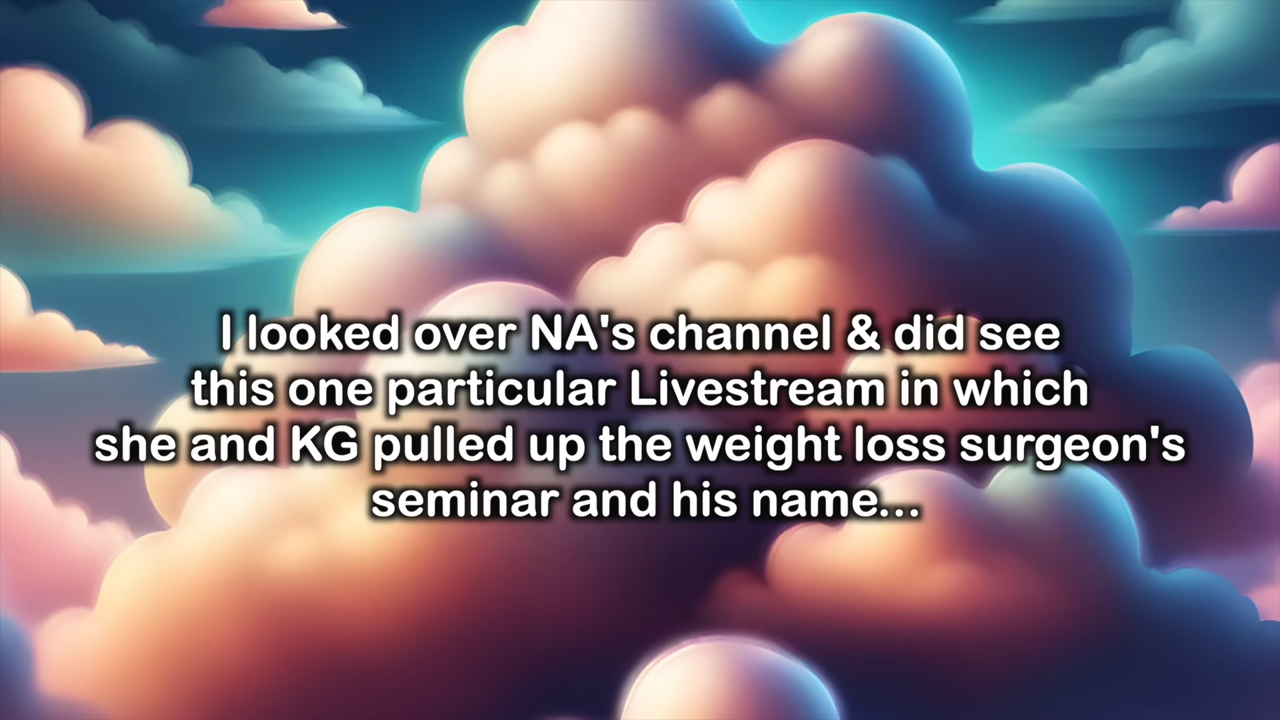 I looked over NA's channel & did see
this one particular Livestream in which
she and KG pulled up the weight loss surgeon's
seminar and his name...